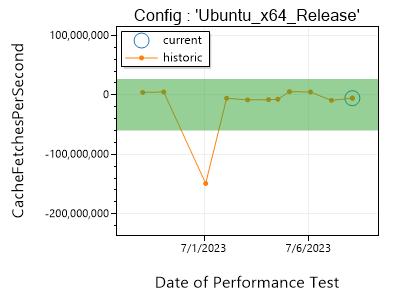 Config : 'Ubuntu_x64_Release'
current
historic
CacheFetchesPerSecond
100,000,000
0
-100,000,000
-200,000,000
7/1/2023
7/6/2023
Date of Performance Test